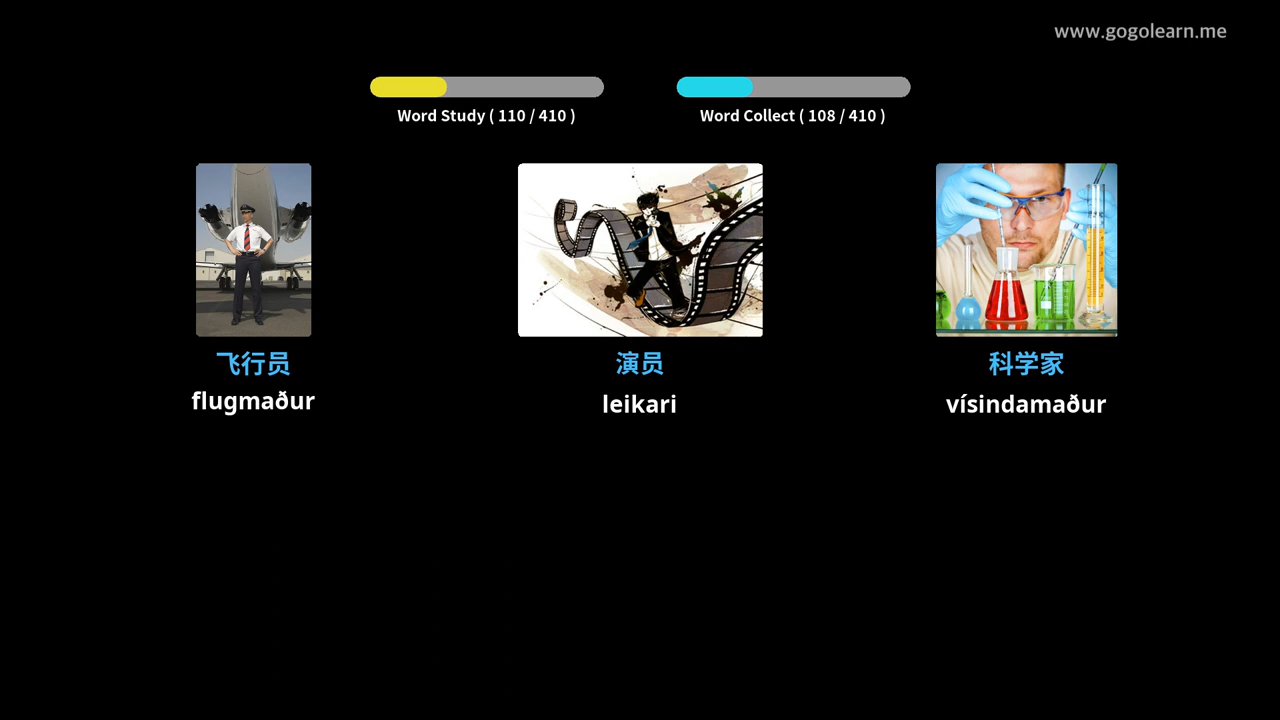 www.gogolearn.me
Word Study ( 110 / 410 )
Word Collect ( 108 / 410 )
飞行员
演员
科学家
flugmaður
leikari
vísindamaður